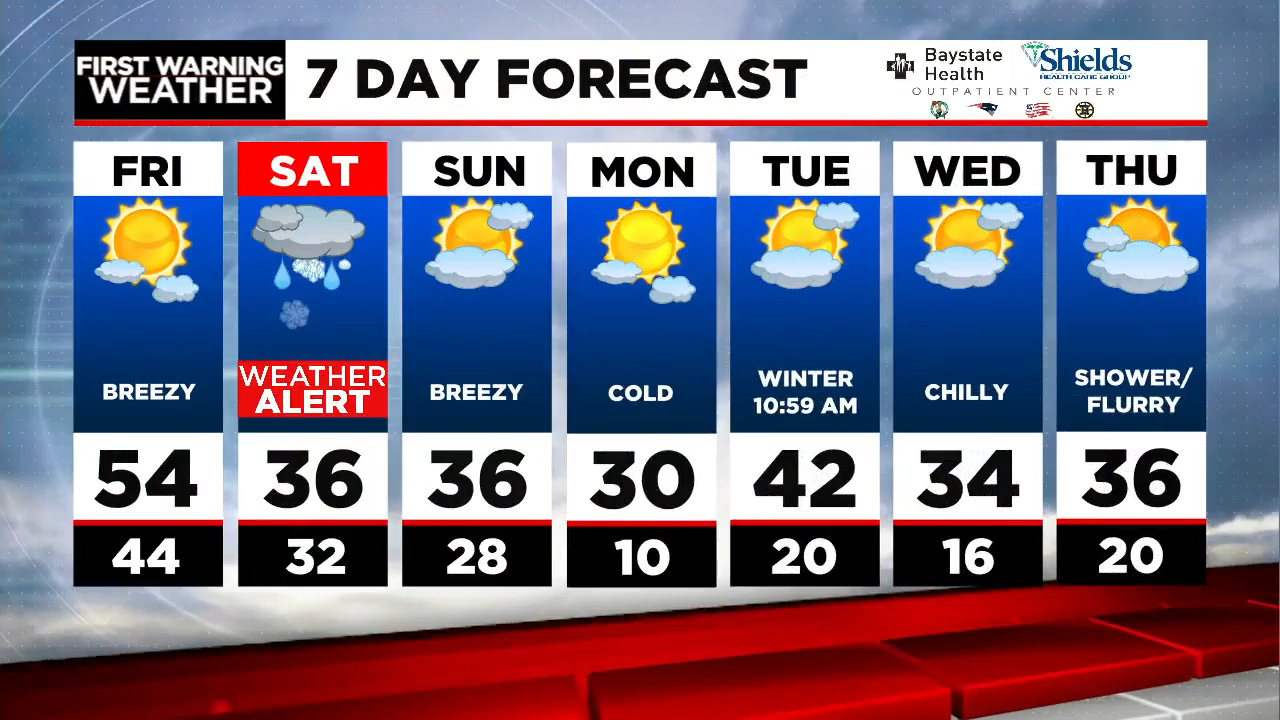 FIRST WARNING
WEATHER
7 DAY FORECAST
Baystate
Health
Shields
HEALTH CARE GROUP
OUTPATIENT CENTER
FRI
BREEZY
54
44
SAT
WEATHER
ALERT
36
32
SUN
BREEZY
36
28
MON
COLD
30
10
TUE
WINTER
10:59 AM
42
20
WED
CHILLY
34
16
THU
SHOWER/
FLURRY
36
20